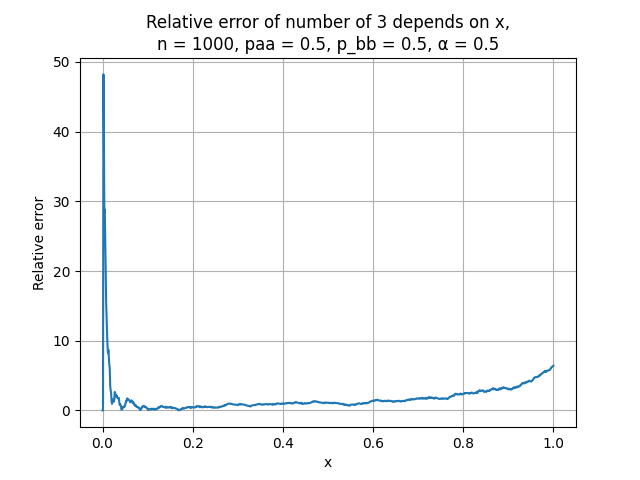 Relative error of number of 3 depends on x,
n = 1000, paa = 0.5, p_bb = 0.5, α = 0.5
50
40
30
20
10
0
Relative error
0.0 0.2 0.4 0.6 0.8 1.0
x